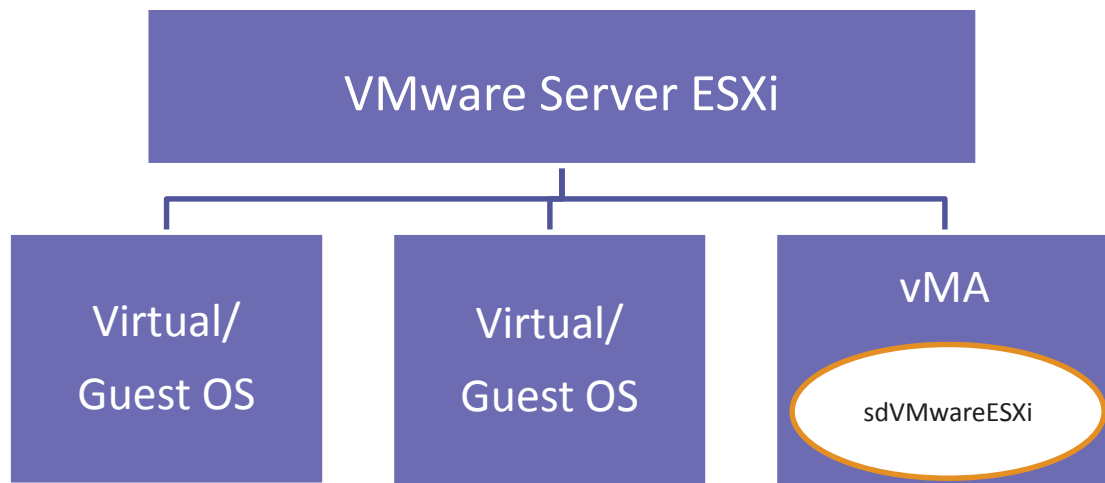 VMware Server ESXi
Virtual/
Guest OS
Virtual/
Guest OS
vMA
sdVMwareESXi